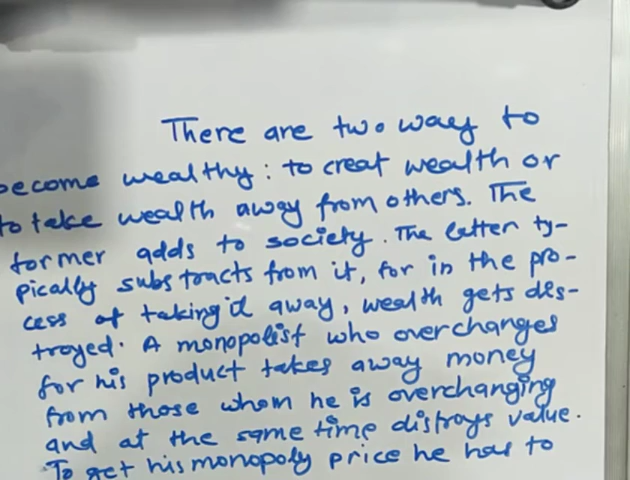 There are two way to
become wealthy: to creat wealth or
to take wealth away from others. The
former adds to society. The latter ty-
pically substracts from it, for in the pro-
cess of taking it away, wealth gets des-
troyed. A monopolist who overchanges
for his product takes away money
from those whom he is overchanging
and at the same time distroys value.
To get his monopoly price he has to